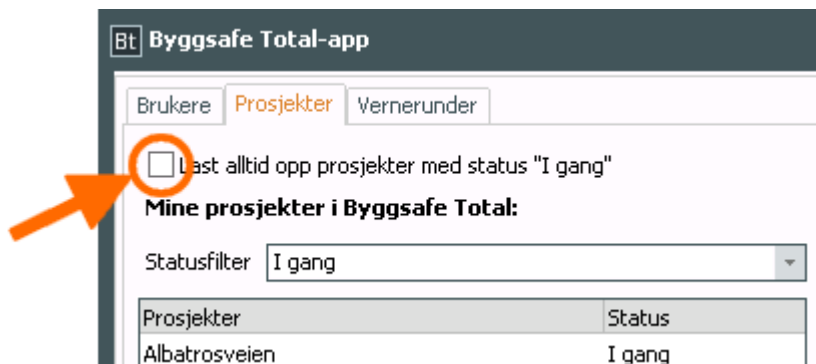 Bt Byggsafe Total-app
Brukere Prosjekter Vernerunder
Last alltid opp prosjekter med status "I gang"
Mine prosjekter i Byggsafe Total:
Statusfilter I gang
Prosjekter Status
Albatrosveien I gang